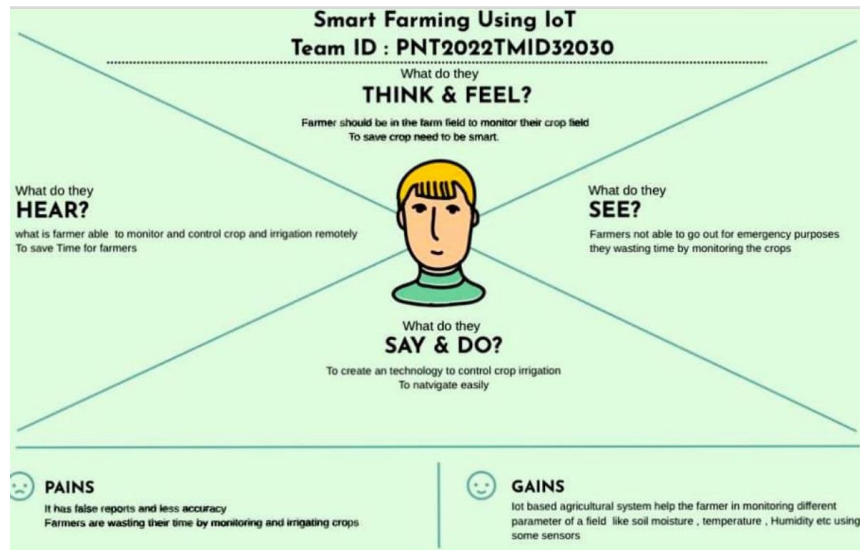 Smart Farming Using IoT
Team ID : PNT2022TMID32030
What do they
THINK & FEEL?
Farmer should be in the farm field to monitor their crop field
To save crop need to be smart.
What do they
HEAR?
what is farmer able to monitor and control crop and irrigation remotely
To save Time for farmers
What do they
SEE?
Farmers not able to go out for emergency purposes
they wasting time by monitoring the crops
What do they
SAY & DO?
To create an technology to control crop irrigation
To natvigate easily
PAINS
It has false reports and less accuracy
Farmers are wasting their time by monitoring and irrigating crops
GAINS
Iot based agricultural system help the farmer in monitoring different
parameter of a field like soil moisture , temperature , Humidity etc using
some sensors